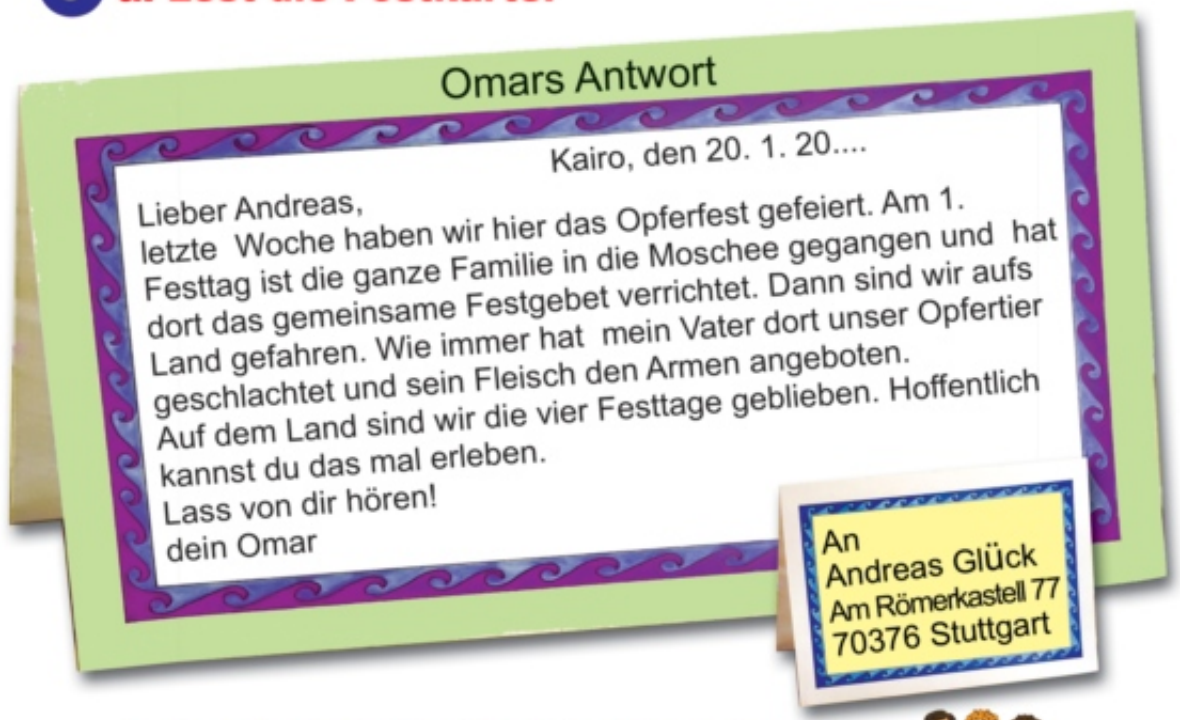 a. Lest die Postkarte!
Omars Antwort
Kairo, den 20. 1. 20....
Lieber Andreas,
letzte Woche haben wir hier das Opferfest gefeiert. Am 1.
Festtag ist die ganze Familie in die Moschee gegangen und hat
dort das gemeinsame Festgebet verrichtet. Dann sind wir aufs
Land gefahren. Wie immer hat mein Vater dort unser Opfertier
geschlachtet und sein Fleisch den Armen angeboten.
Auf dem Land sind wir die vier Festtage geblieben. Hoffentlich
kannst du das mal erleben.
Lass von dir hören!
dein Omar
An
Andreas Glück
Am Römerkastell 77
70376 Stuttgart